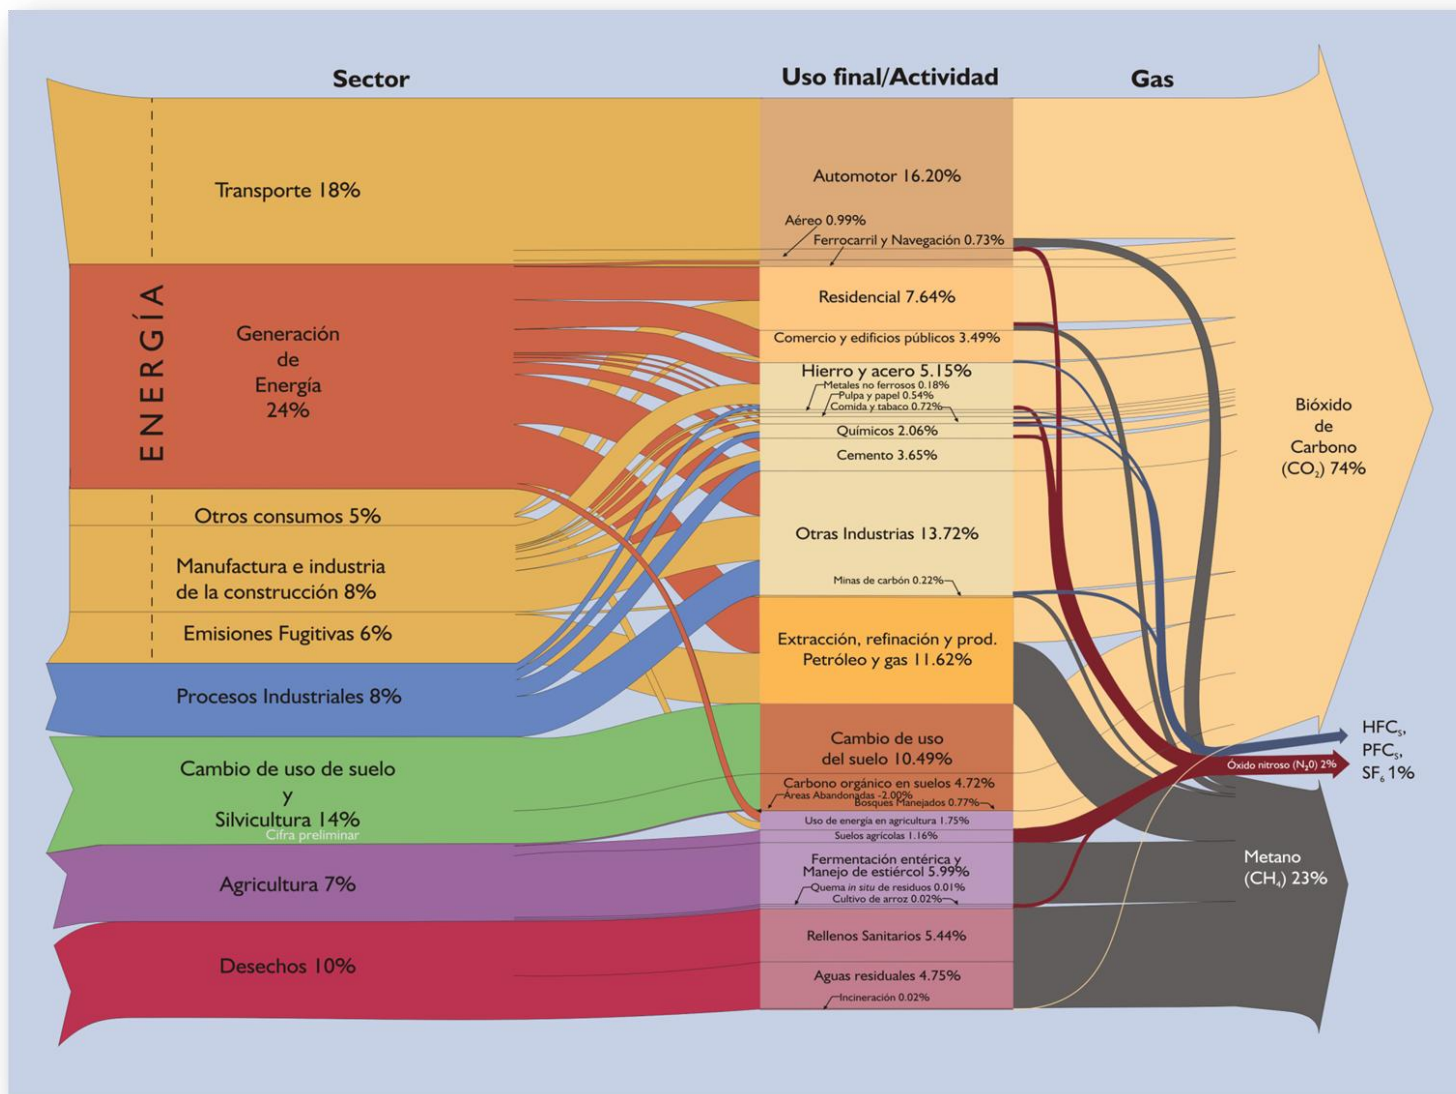 Sector
Uso final/Actividad
Gas
ENERGÍA
Transporte 18%
Generación
de
Energía
24%
Otros consumos 5%
Manufactura e industria
de la construcción 8%
Emisiones Fugitivas 6%
Procesos Industriales 8%
Cambio de uso de suelo
y
Silvicultura 14%
Cifra preliminar
Agricultura 7%
Desechos 10%
Automotor 16.20%
Aéreo 0.99%
Ferrocarril y Navegación 0.73%
Residencial 7.64%
Comercio y edificios públicos 3.49%
Hierro y acero 5.15%
Metales no ferrosos 0.18%
Pulpa y papel 0.54%
Comida y tabaco 0.72%
Químicos 2.06%
Cemento 3.65%
Otras Industrias 13.72%
Minas de carbón 0.22%
Extracción, refinación y prod.
Petróleo y gas 11.62%
Cambio de uso
del suelo 10.49%
Carbono orgánico en suelos 4.72%
Áreas Abandonadas -2.00%
Bosques Manejados 0.77%
Uso de energía en agricultura 1.75%
Suelos agrícolas 1.16%
Fermentación entérica y
Manejo de estiércol 5.99%
Quema in situ de residuos 0.01%
Cultivo de arroz 0.02%
Rellenos Sanitarios 5.44%
Aguas residuales 4.75%
Incineración 0.02%
Bióxido
de
Carbono
(CO₂) 74%
HFCₛ,
PFCₛ,
SF₆ 1%
Óxido nitroso (N₂0) 2%
Metano
(CH₄) 23%